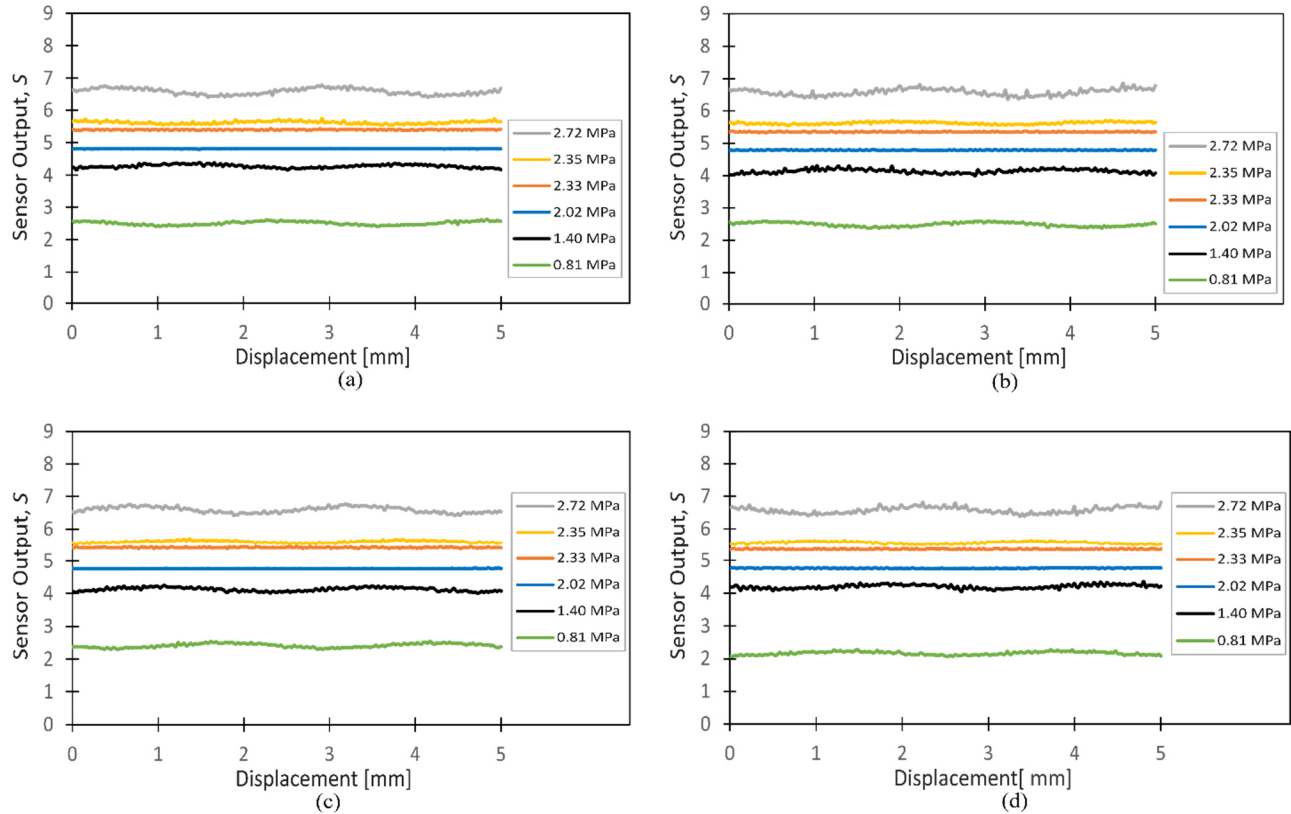 9
8
7
6
5
4
3
2
1
0
Sensor Output, S
2.72 MPa
2.35 MPa
2.33 MPa
2.02 MPa
1.40 MPa
0.81 MPa
0 1 2 3 4 5
Displacement [mm]
(a)
9
8
7
6
5
4
3
2
1
0
Sensor Output, S
2.72 MPa
2.35 MPa
2.33 MPa
2.02 MPa
1.40 MPa
0.81 MPa
0 1 2 3 4 5
Displacement [mm]
(b)
9
8
7
6
5
4
3
2
1
0
Sensor Output, S
2.72 MPa
2.35 MPa
2.33 MPa
2.02 MPa
1.40 MPa
0.81 MPa
0 1 2 3 4 5
Displacement [mm]
(c)
9
8
7
6
5
4
3
2
1
0
Sensor Output, S
2.72 MPa
2.35 MPa
2.33 MPa
2.02 MPa
1.40 MPa
0.81 MPa
0 1 2 3 4 5
Displacement[ mm]
(d)